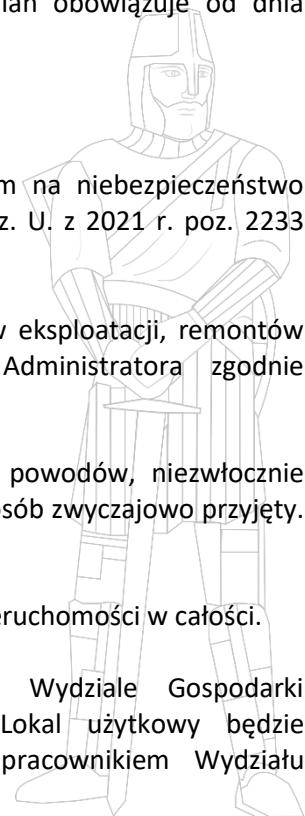 lan obowiązuje od dnia
m na niebezpieczeństwo
z. U. z 2021 r. poz. 2233
w eksploatacji, remontów
Administratora zgodnie
powodów, niezwłocznie
osób zwyczajowo przyjęty.
eruchomości w całości.
Wydziale Gospodarki
Lokal użytkowy będzie
pracownikiem Wydziału